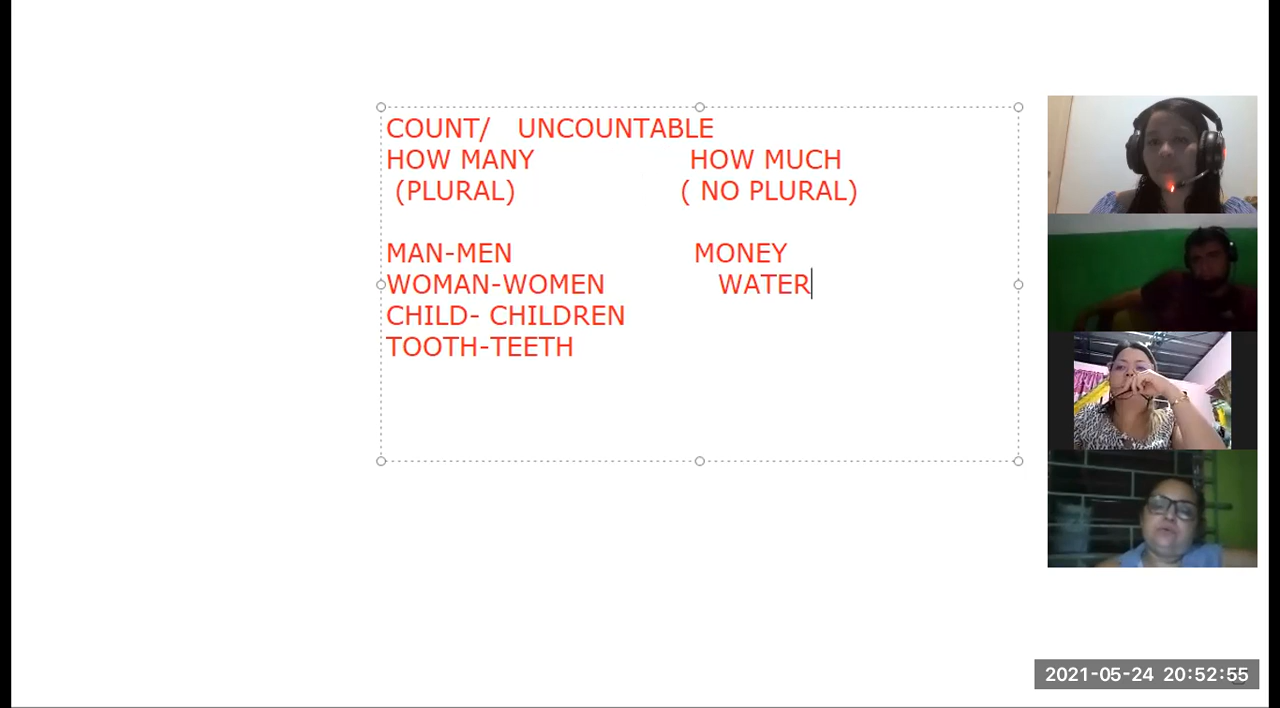 COUNT/ UNCOUNTABLE
HOW MANY HOW MUCH
(PLURAL) ( NO PLURAL)
MAN-MEN MONEY
WOMAN-WOMEN WATER
CHILD- CHILDREN
TOOTH-TEETH
2021-05-24 20:52:55